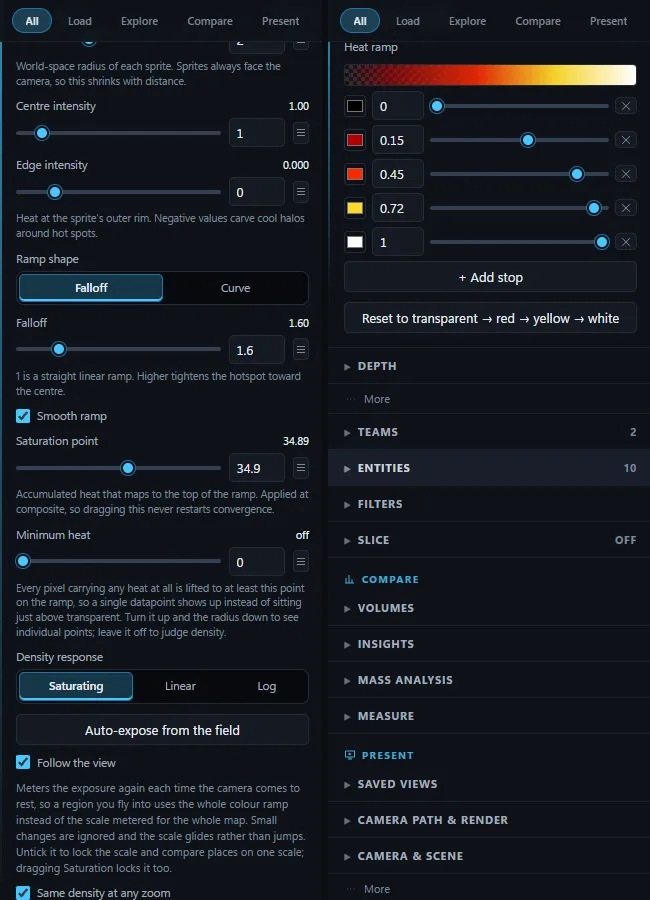 All
Load
Explore
Compare
Present
2
World-space radius of each sprite. Sprites always face the
camera, so this shrinks with distance.
Centre intensity
1.00
1
Edge intensity
0.000
0
Heat at the sprite's outer rim. Negative values carve cool halos
around hot spots.
Ramp shape
Falloff
Curve
Falloff
1.60
1.6
1 is a straight linear ramp. Higher tightens the hotspot toward
the centre.
Smooth ramp
Saturation point
34.89
34.9
Accumulated heat that maps to the top of the ramp. Applied at
composite, so dragging this never restarts convergence.
Minimum heat
off
0
Every pixel carrying any heat at all is lifted to at least this point
on the ramp, so a single datapoint shows up instead of sitting
just above transparent. Turn it up and the radius down to see
individual points; leave it off to judge density.
Density response
Saturating
Linear
Log
Auto-expose from the field
Follow the view
Meters the exposure again each time the camera comes to
rest, so a region you fly into uses the whole colour ramp
instead of the scale metered for the whole map. Small
changes are ignored and the scale glides rather than jumps.
Untick it to lock the scale and compare places on one scale;
dragging Saturation locks it too.
Same density at any zoom
All
Load
Explore
Compare
Present
Heat ramp
0
0.15
0.45
0.72
1
+ Add stop
Reset to transparent → red → yellow → white
DEPTH
··· More
TEAMS
2
ENTITIES
10
FILTERS
SLICE
OFF
COMPARE
VOLUMES
INSIGHTS
MASS ANALYSIS
MEASURE
PRESENT
SAVED VIEWS
CAMERA PATH & RENDER
CAMERA & SCENE
··· More